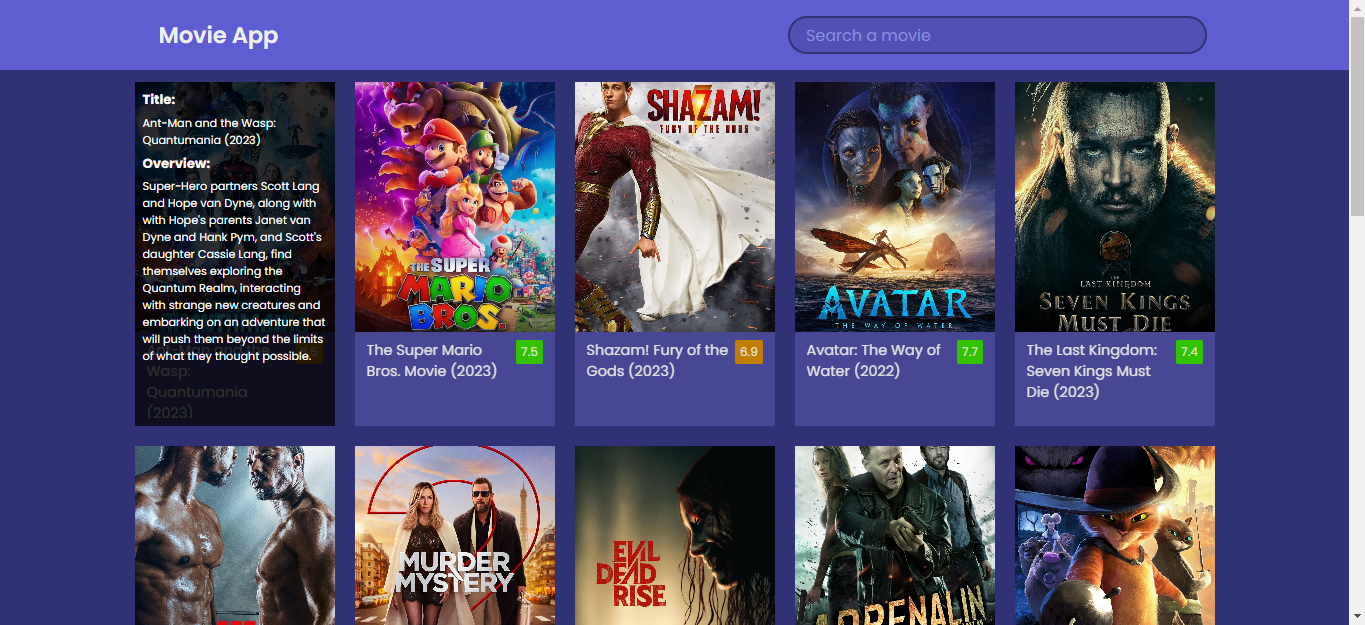 Movie App
Search a movie
Title:
Ant-Man and the Wasp:
Quantumania (2023)
Overview:
Super-Hero partners Scott Lang
and Hope van Dyne, along with
with Hope's parents Janet van
Dyne and Hank Pym, and Scott's
daughter Cassie Lang, find
themselves exploring the
Quantum Realm, interacting
with strange new creatures and
embarking on an adventure that
will push them beyond the limits
of what they thought possible.
Ant-Man and the
Wasp:
Quantumania
(2023)
THE SUPER
MARIO
BROS.
The Super Mario
Bros. Movie (2023)
7.5
SHAZAM!
FURY OF THE GODS
Shazam! Fury of the
Gods (2023)
6.9
AVATAR
THE WAY OF WATER
Avatar: The Way of
Water (2022)
7.7
THE
LAST KINGDOM
SEVEN KINGS
MUST DIE
The Last Kingdom:
Seven Kings Must
Die (2023)
7.4
2
MURDER
MYSTERY
EVIL
DEAD
RISE
ADRENALIN